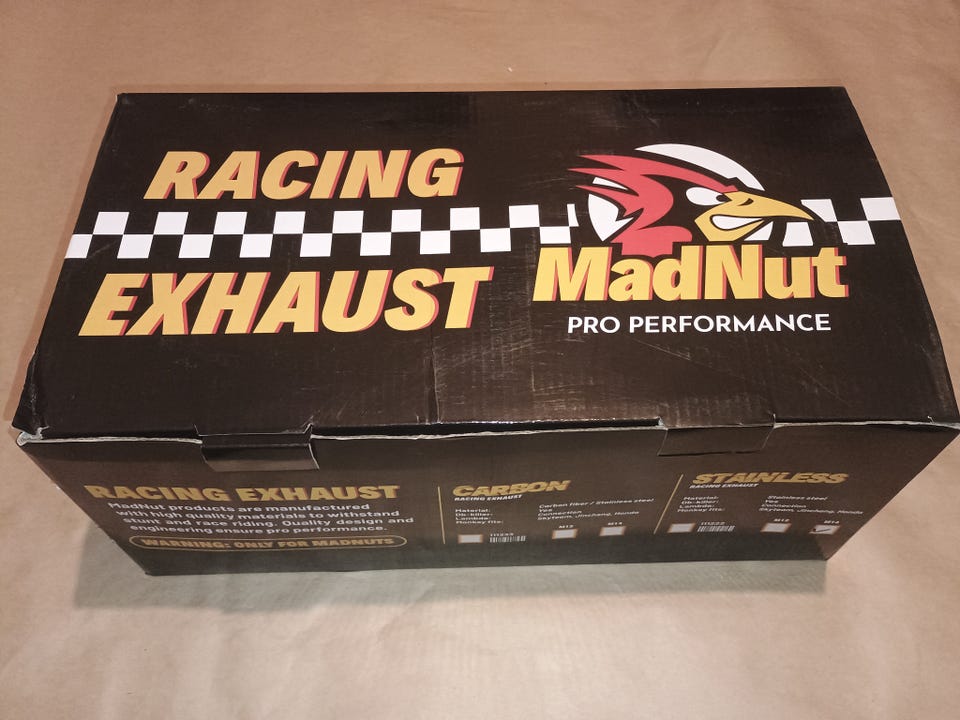 RACING
EXHAUST
MadNut
PRO PERFORMANCE
RACING EXHAUST
MadNut products are manufactured
with high quality materials to withstand
stunt and race riding. Quality design and
engineering ensure pro performance.
WARNING: ONLY FOR MADNUTS
CARBON
RACING EXHAUST
Material: Carbon fiber / Stainless steel
Db-killer: Yes
Lambda: Connection
Monkey fits: Skyteam, Jincheng, Honda
M12 M14
STAINLESS
RACING EXHAUST
Material: Stainless steel
Db-killer: Yes
Lambda: Connection
Monkey fits: Skyteam, Jincheng, Honda
M12 M14